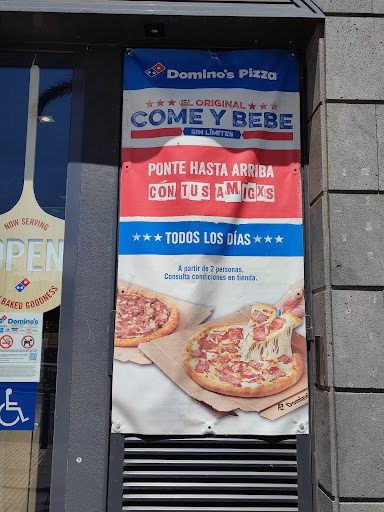 Domino's Pizza
EL ORIGINAL
COME Y BEBE
SIN LÍMITES
PONTE HASTA ARRIBA
CON TUS AMIGXS
TODOS LOS DÍAS
A partir de 2 personas.
Consulta condiciones en tienda.
Domino's
NOW SERVING
OPEN
BAKED GOODNESS
Domino's